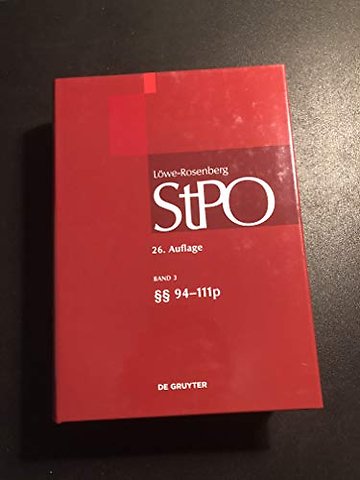 Löwe-Rosenberg
StPO
26. Auflage
BAND 3
§§ 94–111p
DE GRUYTER